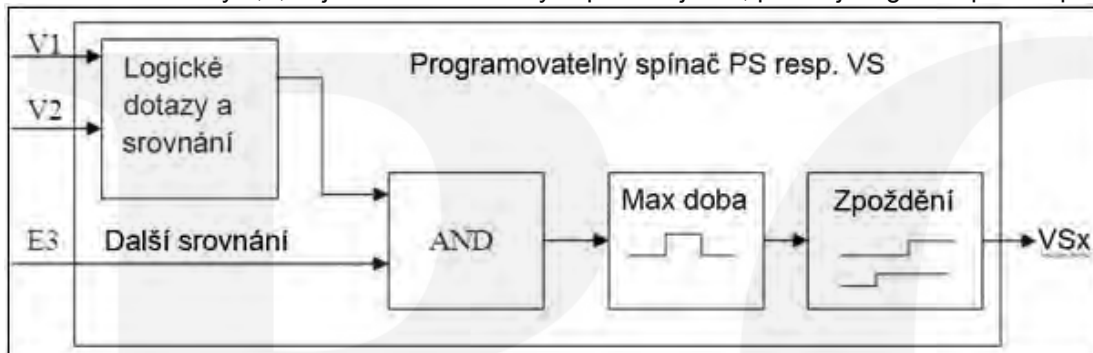 V1
Logické
dotazy a
srovnání
Programovatelný spínač PS resp. VS
V2
Max doba
Zpoždění
E3
Další srovnání
AND
VSx